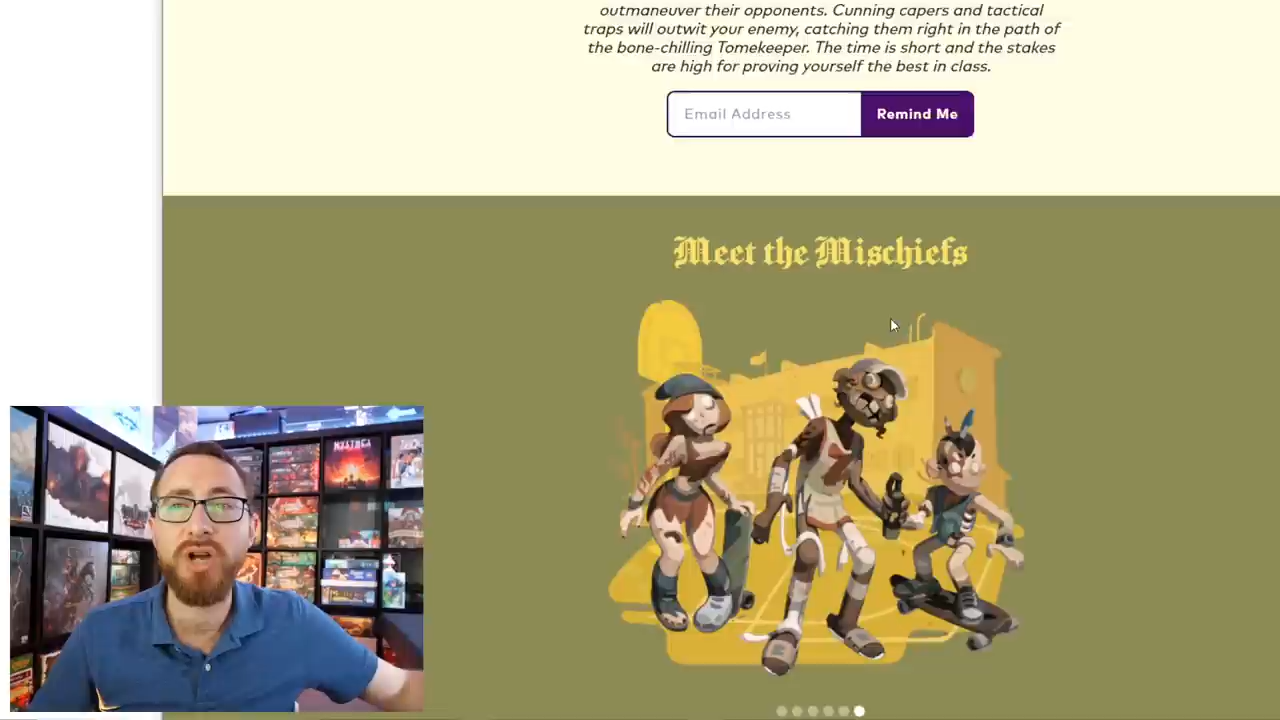 outmaneuver their opponents. Cunning capers and tactical
traps will outwit your enemy, catching them right in the path of
the bone-chilling Tomekeeper. The time is short and the stakes
are high for proving yourself the best in class.
Email Address
Remind Me
Meet the Mischiefs